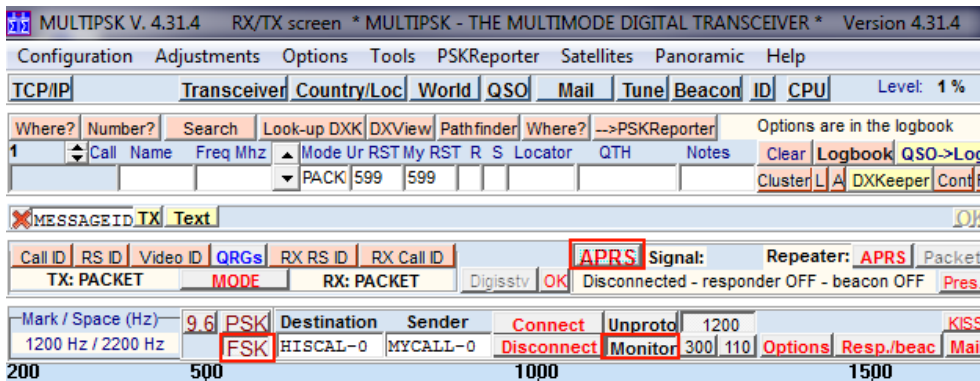 MULTIPSK V. 4.31.4 RX/TX screen * MULTIPSK - THE MULTIMODE DIGITAL TRANSCEIVER * Version 4.31.4
Configuration Adjustments Options Tools PSKReporter Satellites Panoramic Help
TCP/IP Transceiver Country/Loc World QSO Mail Tune Beacon ID CPU Level: 1 %
Where? Number? Search Look-up DXK DXView Pathfinder Where? -->PSKReporter Options are in the logbook
1 Call Name Freq Mhz Mode Ur RST My RST R S Locator QTH Notes Clear Logbook QSO->Log
PACK 599 599 Cluster L A DXKeeper Cont
MESSAGEID TX Text OK
Call ID RS ID Video ID QRGs RX RS ID RX Call ID APRS Signal: Repeater: APRS Packet
TX: PACKET MODE RX: PACKET Digisstv OK Disconnected - responder OFF - beacon OFF Pres.
Mark / Space (Hz) 9.6 PSK Destination Sender Connect Unproto 1200 KISS
1200 Hz / 2200 Hz FSK HISCAL-0 MYCALL-0 Disconnect Monitor 300 110 Options Resp./beac Mai
200 500 1000 1500